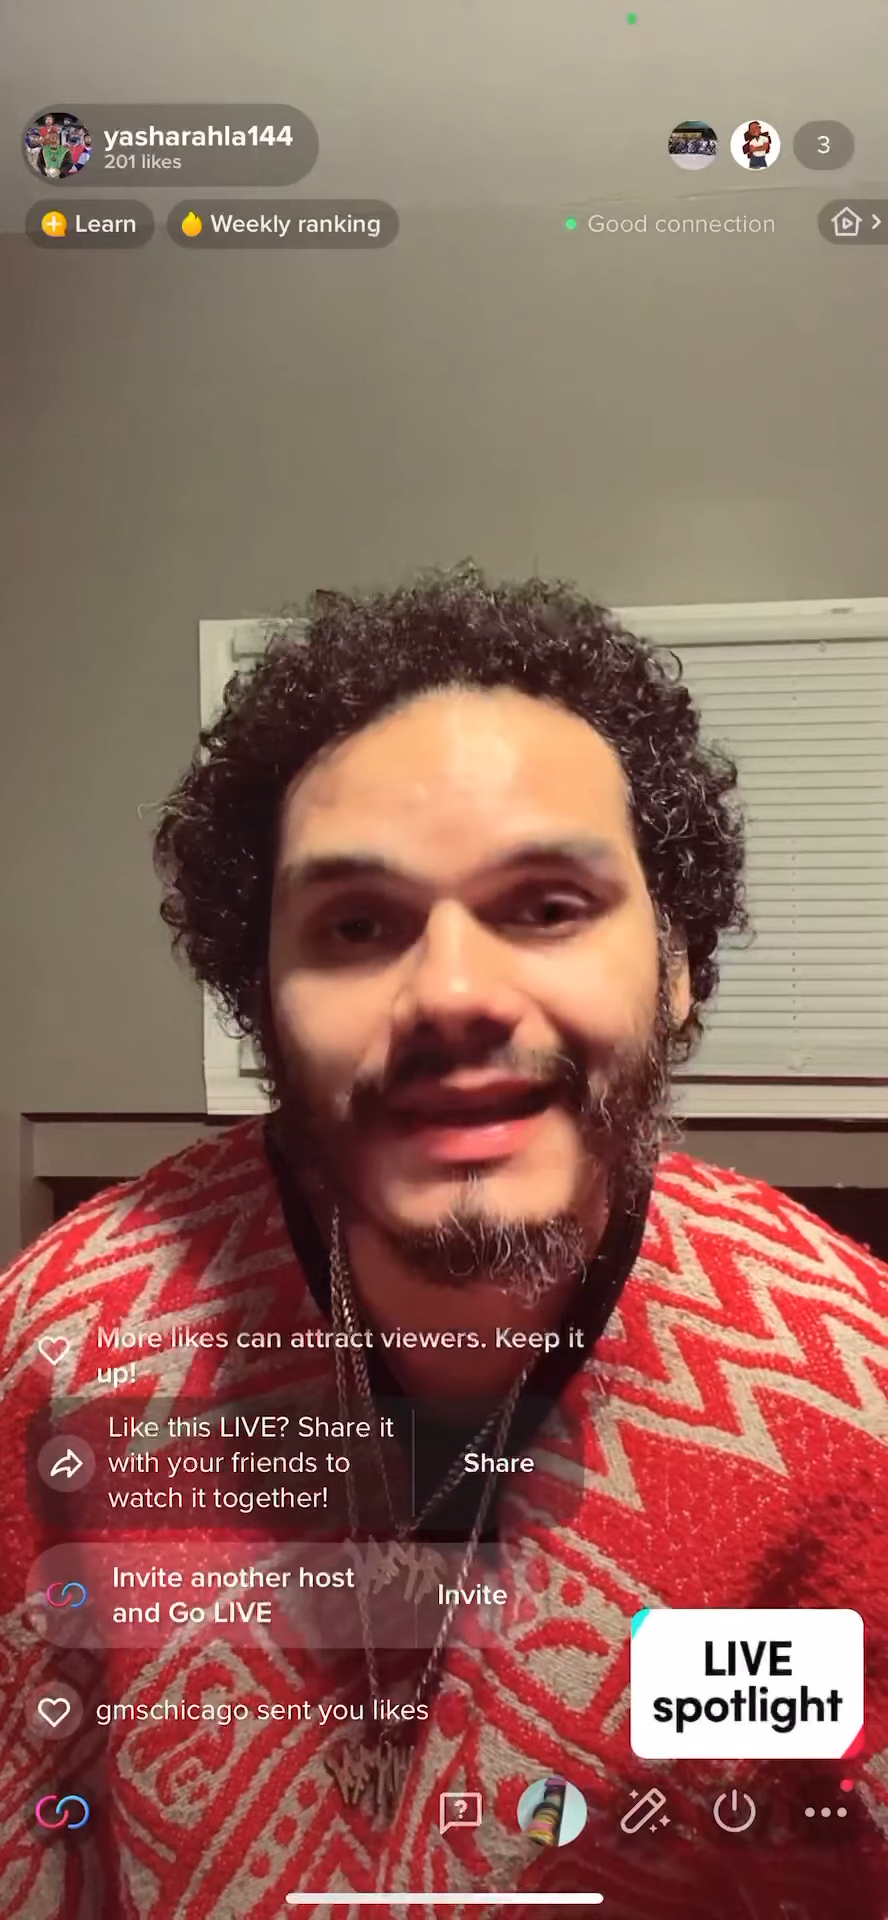 yasharahla144
201 likes
3
Learn
Weekly ranking
Good connection
More likes can attract viewers. Keep it
up!
Like this LIVE? Share it
with your friends to
watch it together!
Share
Invite another host
and Go LIVE
Invite
LIVE
spotlight
gmschicago sent you likes